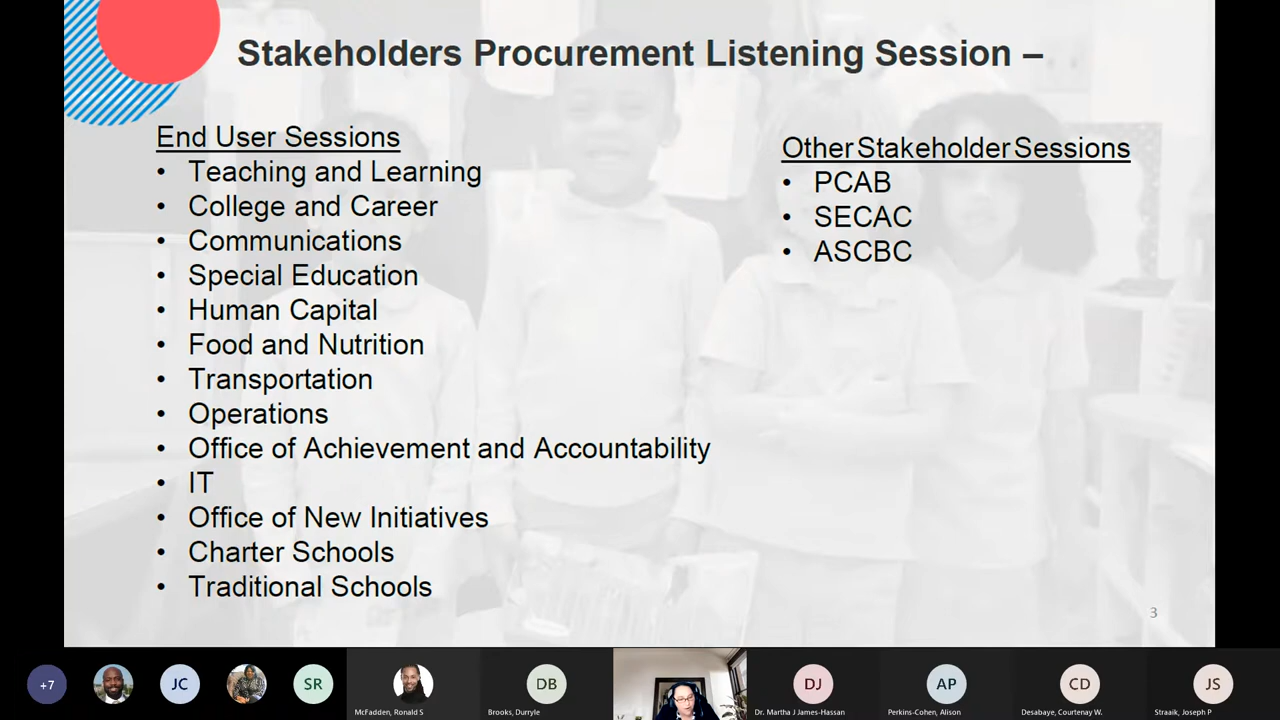 Stakeholders Procurement Listening Session –
End User Sessions
• Teaching and Learning
• College and Career
• Communications
• Special Education
• Human Capital
• Food and Nutrition
• Transportation
• Operations
• Office of Achievement and Accountability
• IT
• Office of New Initiatives
• Charter Schools
• Traditional Schools
Other Stakeholder Sessions
• PCAB
• SECAC
• ASCBC
3
+7
JC
SR
McFadden, Ronald S
DB
Brooks, Durryle
DJ
Dr. Martha J James-Hassan
AP
Perkins-Cohen, Alison
CD
Desabaye, Courtenay W.
JS
Straaik, Joseph P